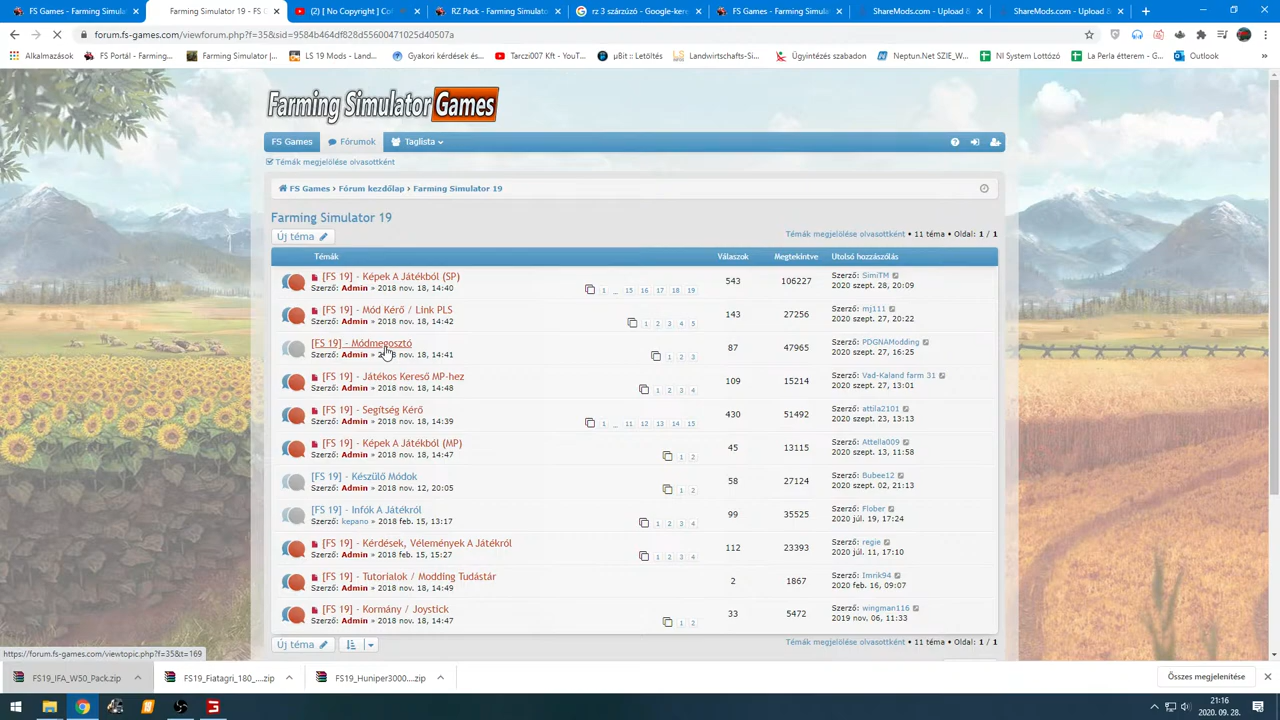 FS Games - Farming Simulator
Farming Simulator 19 - FS G
(2) [ No Copyright ] Cof
RZ Pack - Farming Simulator
rz 3 szárzúzó - Google-kere
FS Games - Farming Simulator
ShareMods.com - Upload &
ShareMods.com - Upload &
forum.fs-games.com/viewforum.php?f=35&sid=9584b464df828d55600471025d40507a
Alkalmazások
FS Portál - Farming...
Farming Simulator |...
LS 19 Mods - Land...
Gyakori kérdések és...
Tarczi007 Kft - YouT...
µBit :: Letöltés
Landwirtschafts-Si...
Ügyintézés szabadon
Neptun.Net SZIE_W...
NI System Lottózó
La Perla étterem - G...
Outlook
Farming Simulator Games
FS Games Fórumok Taglista
Témák megjelölése olvasottként
FS Games › Fórum kezdőlap › Farming Simulator 19
Farming Simulator 19
Új téma
Témák megjelölése olvasottként • 11 téma • Oldal: 1 / 1
Témák Válaszok Megtekintve Utolsó hozzászólás
[FS 19] - Képek A Játékból (SP) 543 106227 Szerző: SimiTM
Szerző: Admin » 2018 nov. 18, 14:40 1 ... 15 16 17 18 19 2020 szept. 28, 20:09
[FS 19] - Mód Kérő / Link PLS 143 27256 Szerző: mj111
Szerző: Admin » 2018 nov. 18, 14:42 1 2 3 4 5 2020 szept. 27, 20:22
[FS 19] - Módmegosztó 87 47965 Szerző: PDGNAModding
Szerző: Admin » 2018 nov. 18, 14:41 1 2 3 2020 szept. 27, 16:25
[FS 19] - Játékos Kereső MP-hez 109 15214 Szerző: Vad-Kaland farm 31
Szerző: Admin » 2018 nov. 18, 14:48 1 2 3 4 2020 szept. 27, 13:01
[FS 19] - Segítség Kérő 430 51492 Szerző: attila2101
Szerző: Admin » 2018 nov. 18, 14:39 1 ... 11 12 13 14 15 2020 szept. 23, 13:13
[FS 19] - Képek A Játékból (MP) 45 13115 Szerző: Attella009
Szerző: Admin » 2018 nov. 18, 14:47 1 2 2020 szept. 13, 11:58
[FS 19] - Készülő Módok 58 27124 Szerző: Bubee12
Szerző: Admin » 2018 nov. 12, 20:05 1 2 2020 szept. 02, 21:13
[FS 19] - Infók A Játékról 99 35525 Szerző: Flober
Szerző: kepano » 2018 feb. 15, 13:17 1 2 3 4 2020 júl. 19, 17:24
[FS 19] - Kérdések, Vélemények A Játékról 112 23393 Szerző: regie
Szerző: Admin » 2018 feb. 15, 15:27 1 2 3 4 2020 júl. 11, 17:10
[FS 19] - Tutorialok / Modding Tudástár 2 1867 Szerző: Imrik94
Szerző: Admin » 2018 nov. 18, 14:49 2020 feb. 16, 09:07
[FS 19] - Kormány / Joystick 33 5472 Szerző: wingman116
Szerző: Admin » 2018 nov. 18, 14:47 1 2 2019 nov. 06, 11:33
Új téma
Témák megjelölése olvasottként • 11 téma • Oldal: 1 / 1
https://forum.fs-games.com/viewtopic.php?f=35&t=169
FS19_IFA_W50_Pack.zip
FS19_Fiatagri_180_....zip
FS19_Huniper3000....zip
Összes megjelenítése
21:16
2020. 09. 28.